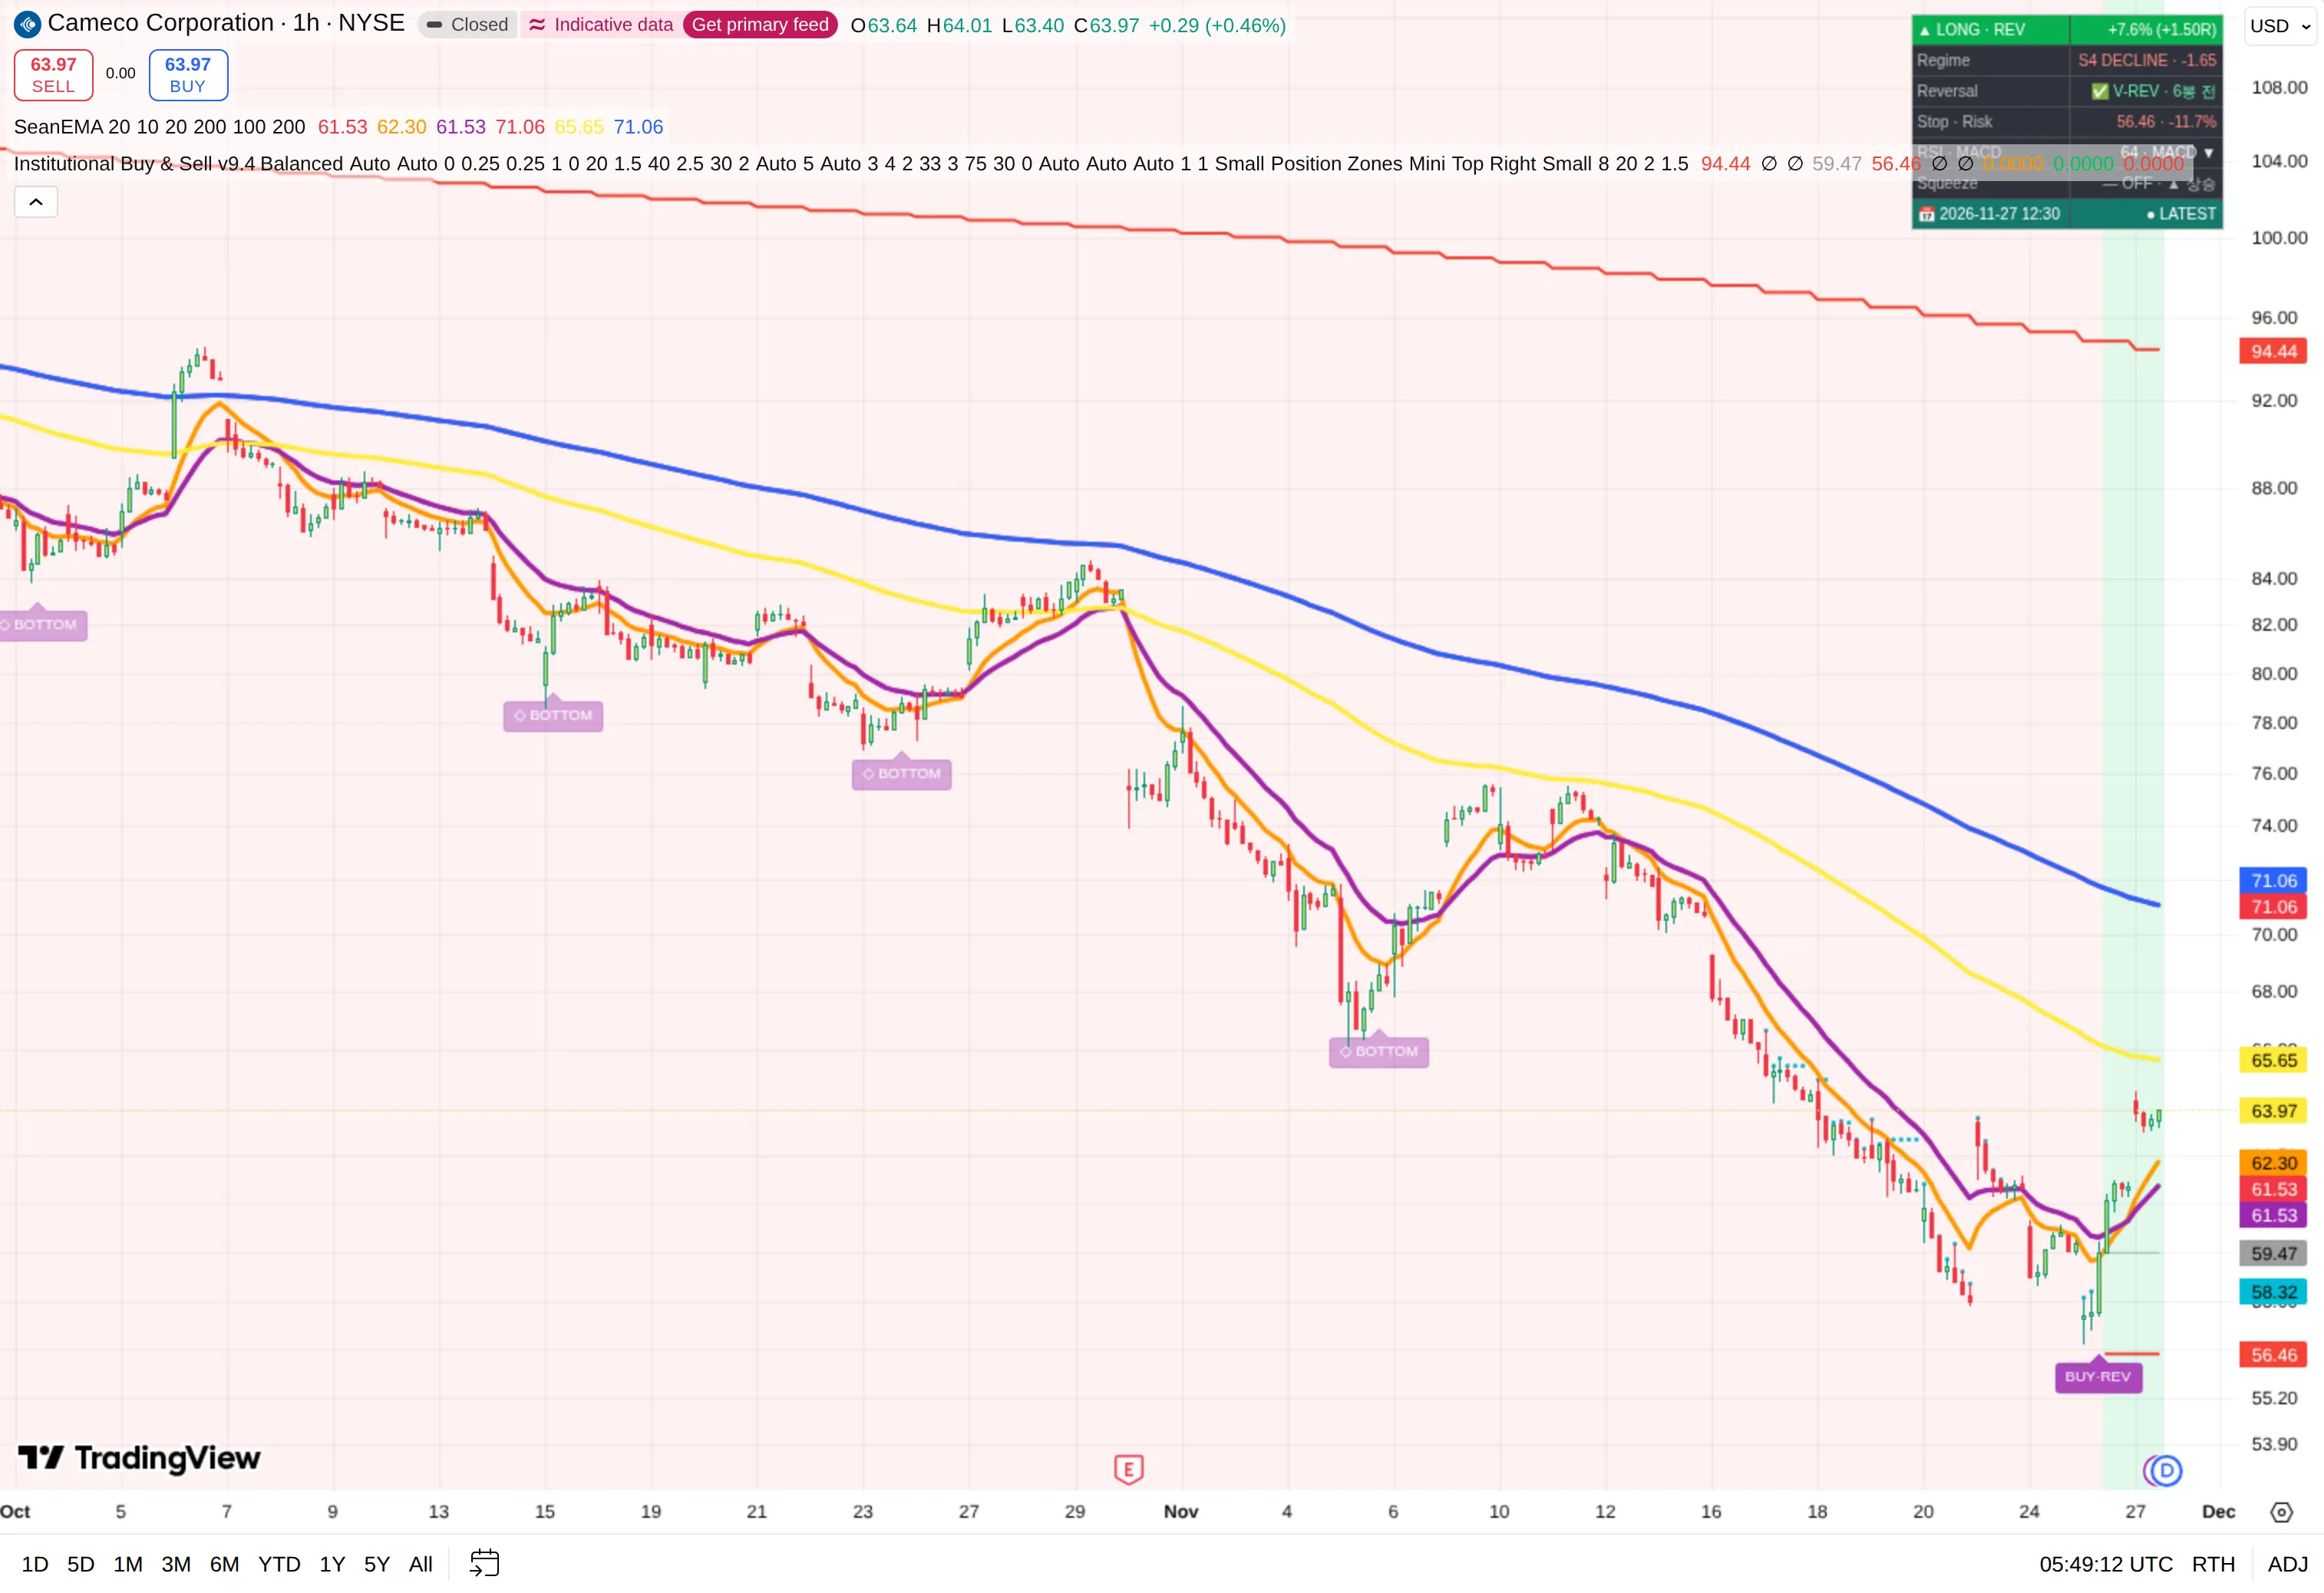 Cameco Corporation · 1h · NYSE Closed Indicative data Get primary feed O63.64 H64.01 L63.40 C63.97 +0.29 (+0.46%)
63.97 SELL 0.00 63.97 BUY
SeanEMA 20 10 20 200 100 200 61.53 62.30 61.53 71.06 65.65 71.06
Institutional Buy & Sell v9.4 Balanced Auto Auto 0 0.25 0.25 1 0 20 1.5 40 2.5 30 2 Auto 5 Auto 3 4 2 33 3 75 30 0 Auto Auto Auto 1 1 Small Position Zones Mini Top Right Small 8 20 2 1.5 94.44 ∅ ∅ 59.47 56.46 ∅ ∅ 0.0000 0.0000 0.0000
▲ LONG · REV +7.6% (+1.50R)
Regime S4 DECLINE · -1.65
Reversal ✅ V-REV · 6봉 전
Stop · Risk 56.46 · -11.7%
RSI · MACD 64 · MACD ▼
Squeeze — OFF · ▲ 상승
📅 2026-11-27 12:30 ● LATEST
USD
108.00
104.00
100.00
96.00
94.44
92.00
88.00
84.00
82.00
80.00
78.00
76.00
74.00
71.06
71.06
70.00
68.00
65.65
63.97
62.30
61.53
61.53
59.47
58.32
56.46
55.20
53.90
◇ BOTTOM
◇ BOTTOM
◇ BOTTOM
◇ BOTTOM
BUY·REV
TradingView
E
D
Oct 5 7 9 13 15 19 21 23 27 29 Nov 4 6 10 12 16 18 20 24 27 Dec
1D 5D 1M 3M 6M YTD 1Y 5Y All 05:49:12 UTC RTH ADJ